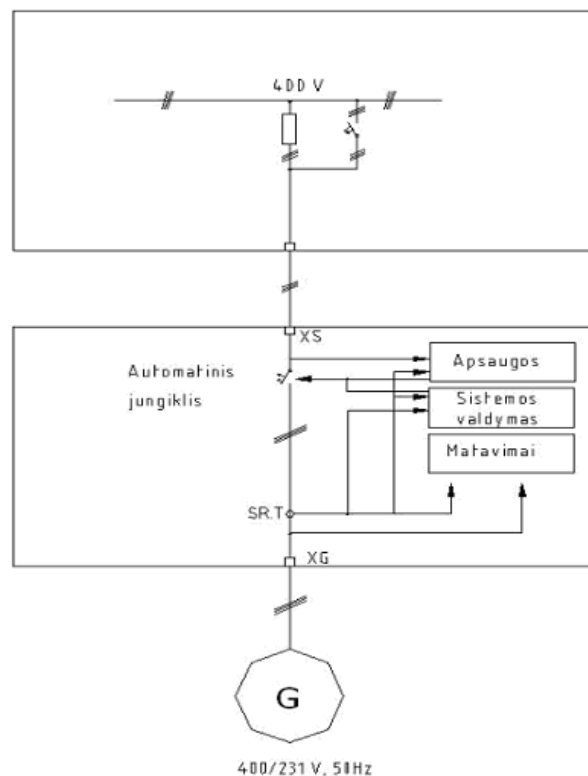 400 V
XS
Automatinis
jungiklis
Apsaugos
Sistemos
valdymas
Matavimai
SR.T
XG
G
400/231 V, 50Hz